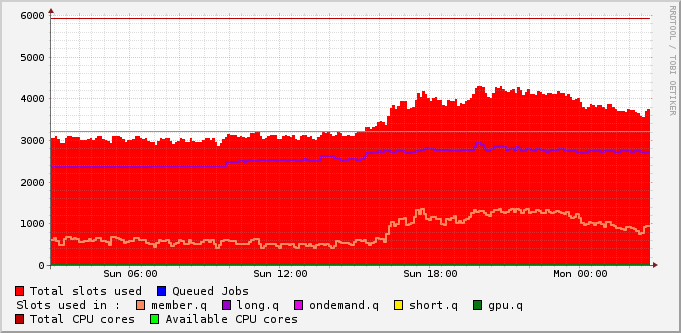 6000
5000
4000
3000
2000
1000
0
Sun 06:00 Sun 12:00 Sun 18:00 Mon 00:00
Total slots used Queued Jobs
Slots used in : member.q long.q ondemand.q short.q gpu.q
Total CPU cores Available CPU cores
RRDTOOL / TOBI OETIKER